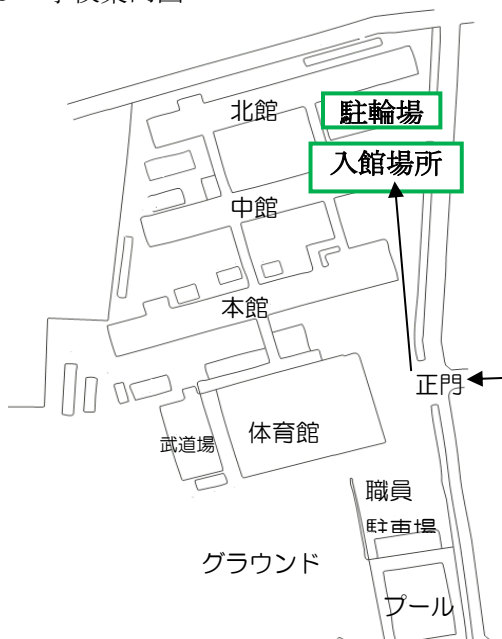 北館
駐輪場
入館場所
中館
本館
正門
体育館
武道場
職員
駐車場
グラウンド
プール